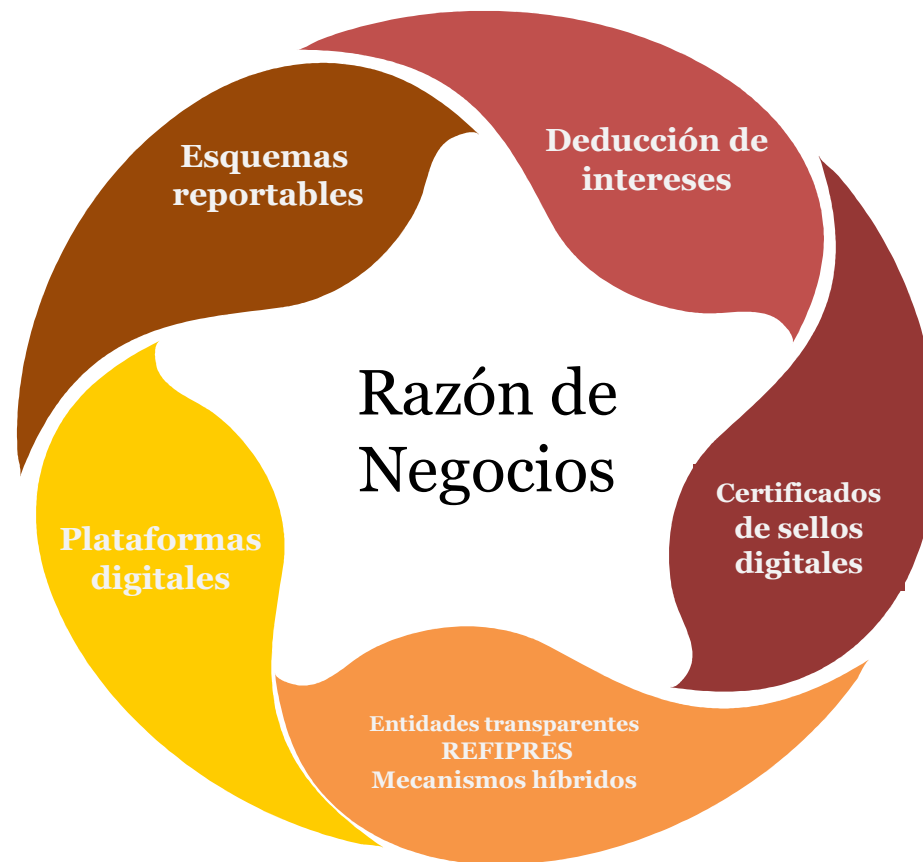 Deducción de
intereses
Esquemas
reportables
Razón de
Negocios
Certificados
de sellos
digitales
Plataformas
digitales
Entidades transparentes
REFIPRES
Mecanismos híbridos